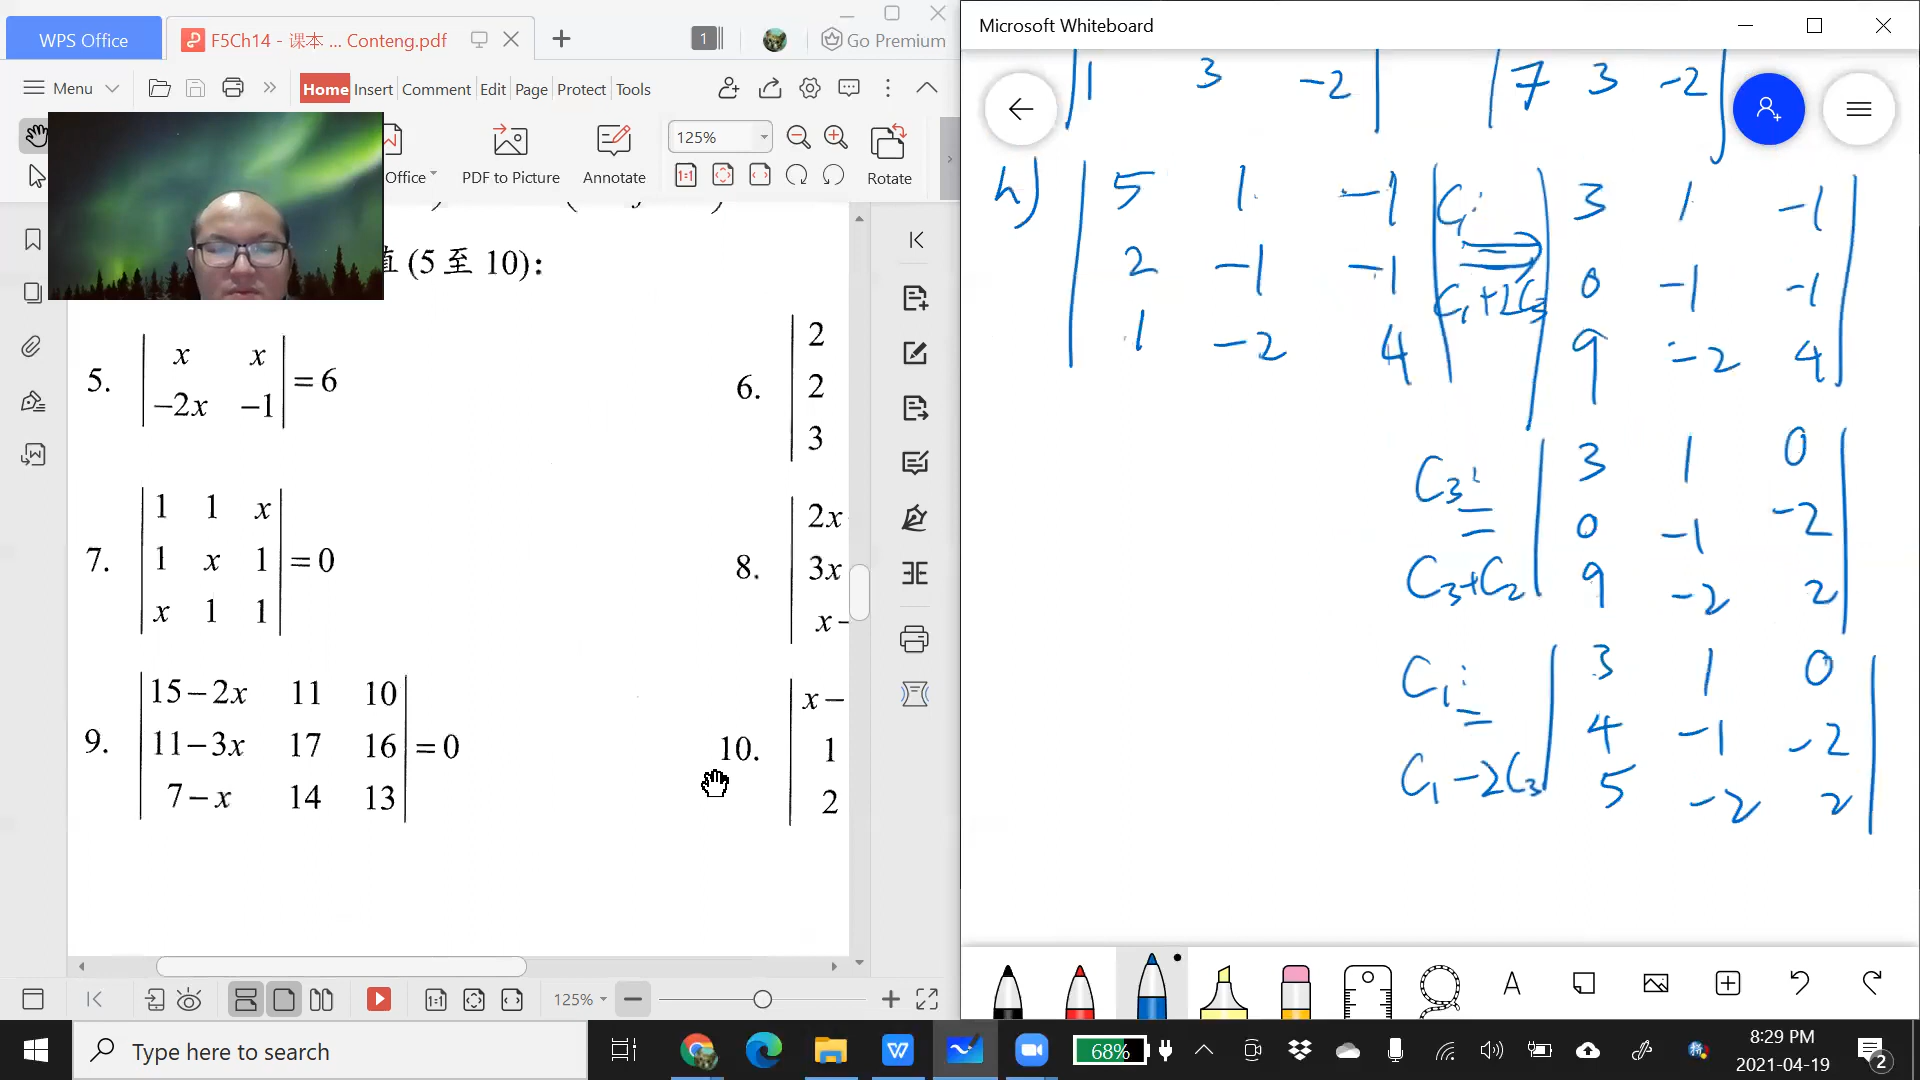 WPS Office
F5Ch14 - 课本 ... Conteng.pdf
1
Go Premium
Menu
Home Insert Comment Edit Page Protect Tools
125%
Office
PDF to Picture
Annotate
Rotate
值 (5 至 10):
5. | x x | = 6
| -2x -1 |
6. | 2
| 2
| 3
7. | 1 1 x |
| 1 x 1 | = 0
| x 1 1 |
8. | 2x
| 3x
| x-
9. | 15-2x 11 10 |
| 11-3x 17 16 | = 0
| 7-x 14 13 |
10. | x-
| 1
| 2
125%
Microsoft Whiteboard
| 1 3 -2 | | 7 3 -2 |
h) | 5 1 -1 | C1: | 3 1 -1 |
| 2 -1 -1 | C1+2C3 | 0 -1 -1 |
| 1 -2 4 | | 9 -2 4 |
C3: | 3 1 0 |
= | 0 -1 -2 |
C3+C2 | 9 -2 2 |
C1: | 3 1 0 |
= | 4 -1 -2 |
C1-2C3 | 5 -2 2 |
Type here to search
68%
8:29 PM
2021-04-19
2